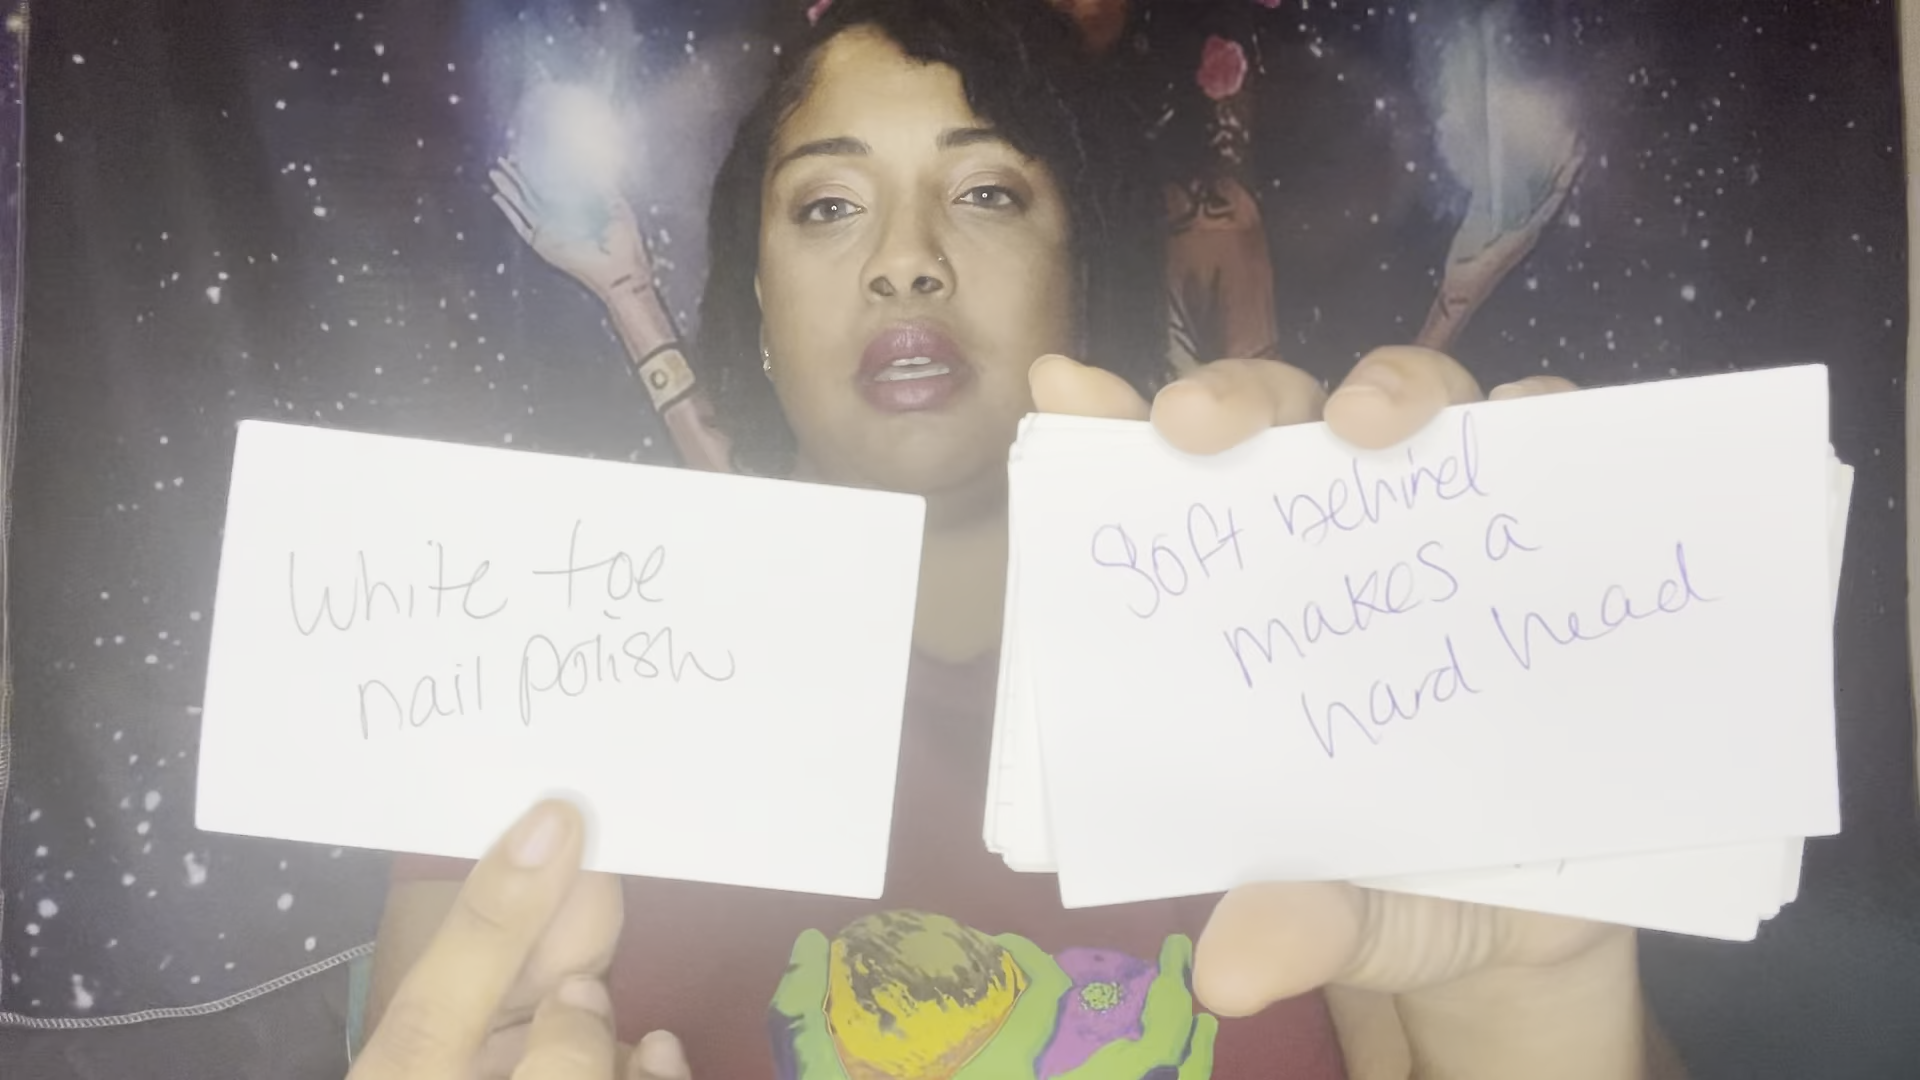 White toe
nail polish
Soft behind
makes a
hard head